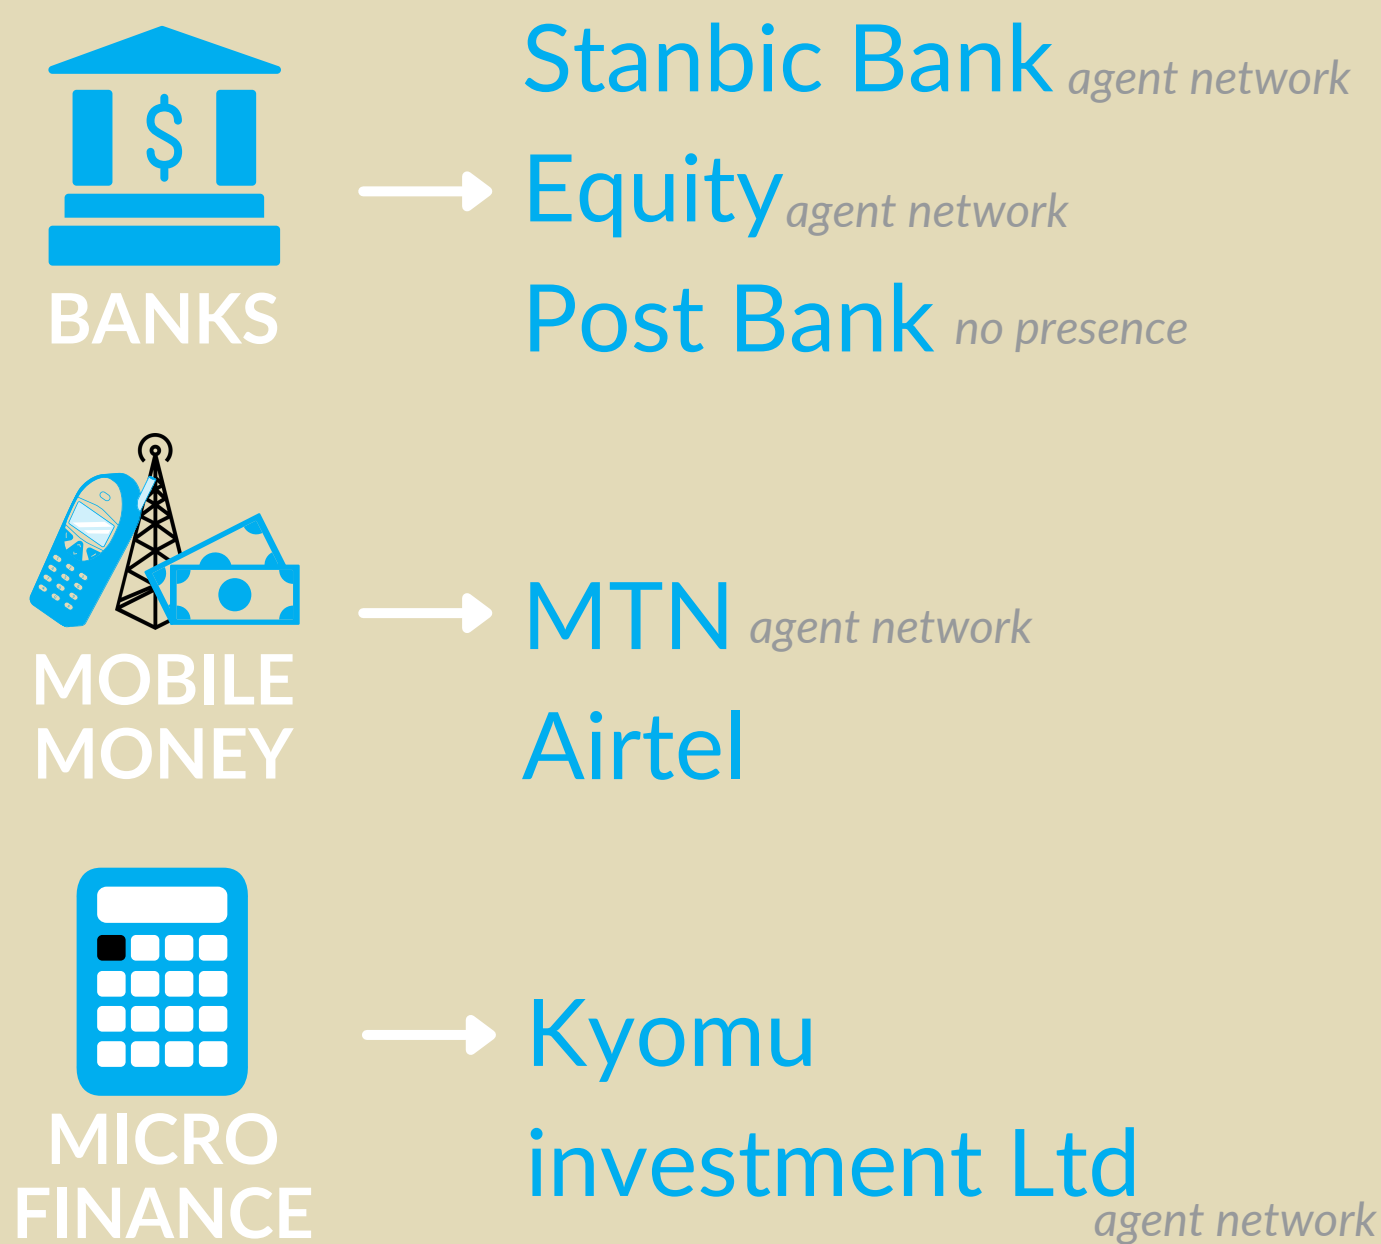 Stanbic Bank agent network
Equity agent network
Post Bank no presence
$
BANKS
MTN agent network
Airtel
MOBILE
MONEY
Kyomu
investment Ltd
agent network
MICRO
FINANCE